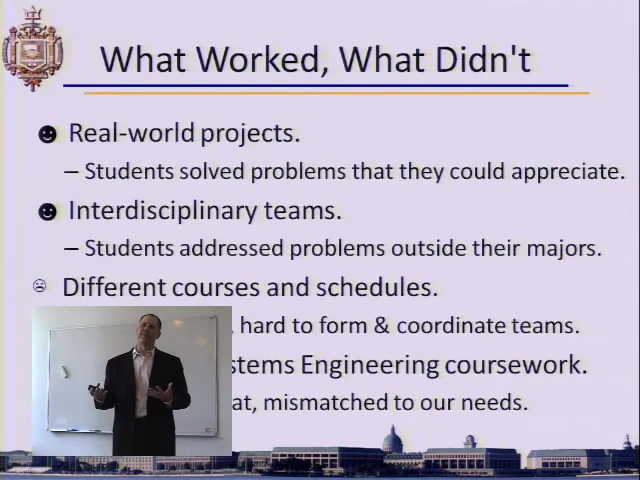 What Worked, What Didn't
☻ Real-world projects.
– Students solved problems that they could appreciate.
☻ Interdisciplinary teams.
– Students addressed problems outside their majors.
☹ Different courses and schedules.
, hard to form & coordinate teams.
stems Engineering coursework.
at, mismatched to our needs.